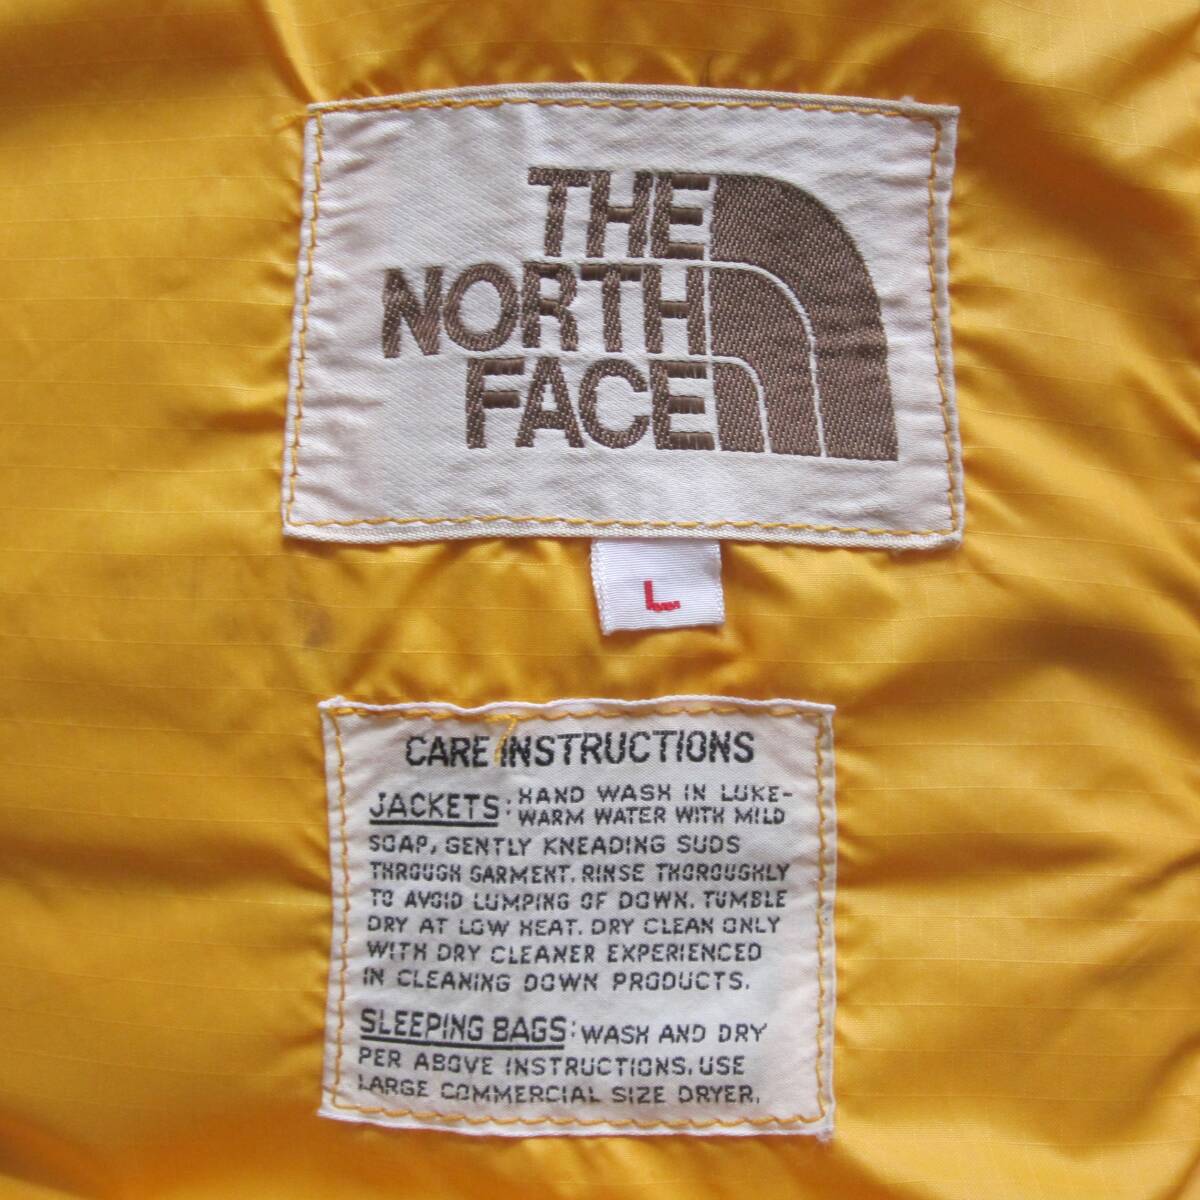 THE
NORTH
FACE
L
CARE INSTRUCTIONS
JACKETS: HAND WASH IN LUKE-
WARM WATER WITH MILD
SOAP, GENTLY KNEADING SUDS
THROUGH GARMENT. RINSE THOROUGHLY
TO AVOID LUMPING OF DOWN. TUMBLE
DRY AT LOW HEAT. DRY CLEAN ONLY
WITH DRY CLEANER EXPERIENCED
IN CLEANING DOWN PRODUCTS.
SLEEPING BAGS: WASH AND DRY
PER ABOVE INSTRUCTIONS. USE
LARGE COMMERCIAL SIZE DRYER.